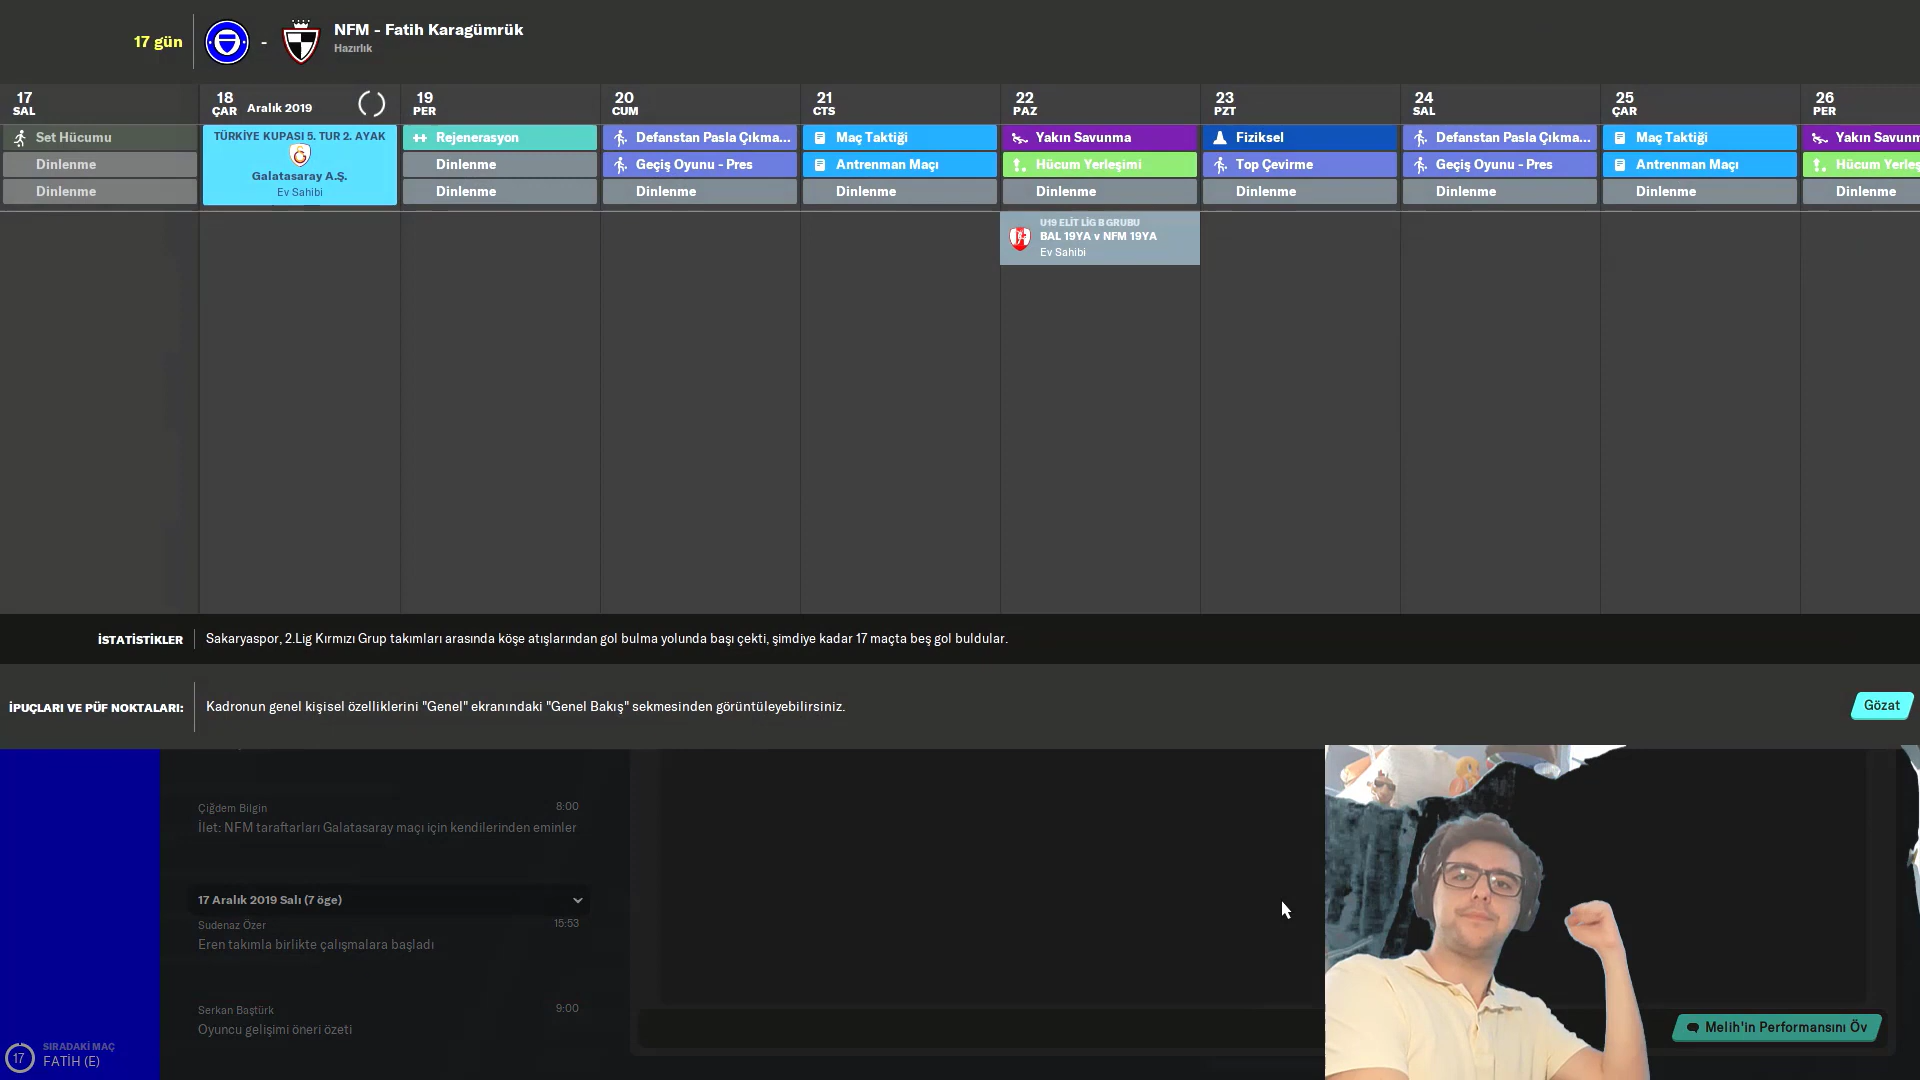 17 gün
-
NFM - Fatih Karagümrük
Hazırlık
17
SAL
18
ÇAR
Aralık 2019
19
PER
20
CUM
21
CTS
22
PAZ
23
PZT
24
SAL
25
ÇAR
26
PER
Set Hücumu
Dinlenme
Dinlenme
TÜRKİYE KUPASI 5. TUR 2. AYAK
Galatasaray A.Ş.
Ev Sahibi
Rejenerasyon
Dinlenme
Dinlenme
Defanstan Pasla Çıkma...
Geçiş Oyunu - Pres
Dinlenme
Maç Taktiği
Antrenman Maçı
Dinlenme
Yakın Savunma
Hücum Yerleşimi
Dinlenme
U19 ELİT LİG B GRUBU
BAL 19YA v NFM 19YA
Ev Sahibi
Fiziksel
Top Çevirme
Dinlenme
Defanstan Pasla Çıkma...
Geçiş Oyunu - Pres
Dinlenme
Maç Taktiği
Antrenman Maçı
Dinlenme
Yakın Savunm
Hücum Yerleş
Dinlenme
İSTATİSTİKLER
Sakaryaspor, 2.Lig Kırmızı Grup takımları arasında köşe atışlarından gol bulma yolunda başı çekti, şimdiye kadar 17 maçta beş gol buldular.
İPUÇLARI VE PÜF NOKTALARI:
Kadronun genel kişisel özelliklerini "Genel" ekranındaki "Genel Bakış" sekmesinden görüntüleyebilirsiniz.
Gözat
Çiğdem Bilgin
8:00
İlet: NFM taraftarları Galatasaray maçı için kendilerinden eminler
17 Aralık 2019 Salı (7 öge)
Sudenaz Özer
15:53
Eren takımla birlikte çalışmalara başladı
Serkan Baştürk
9:00
Oyuncu gelişimi öneri özeti
17
SIRADAKİ MAÇ
FATİH (E)
Melih'in Performansını Öv